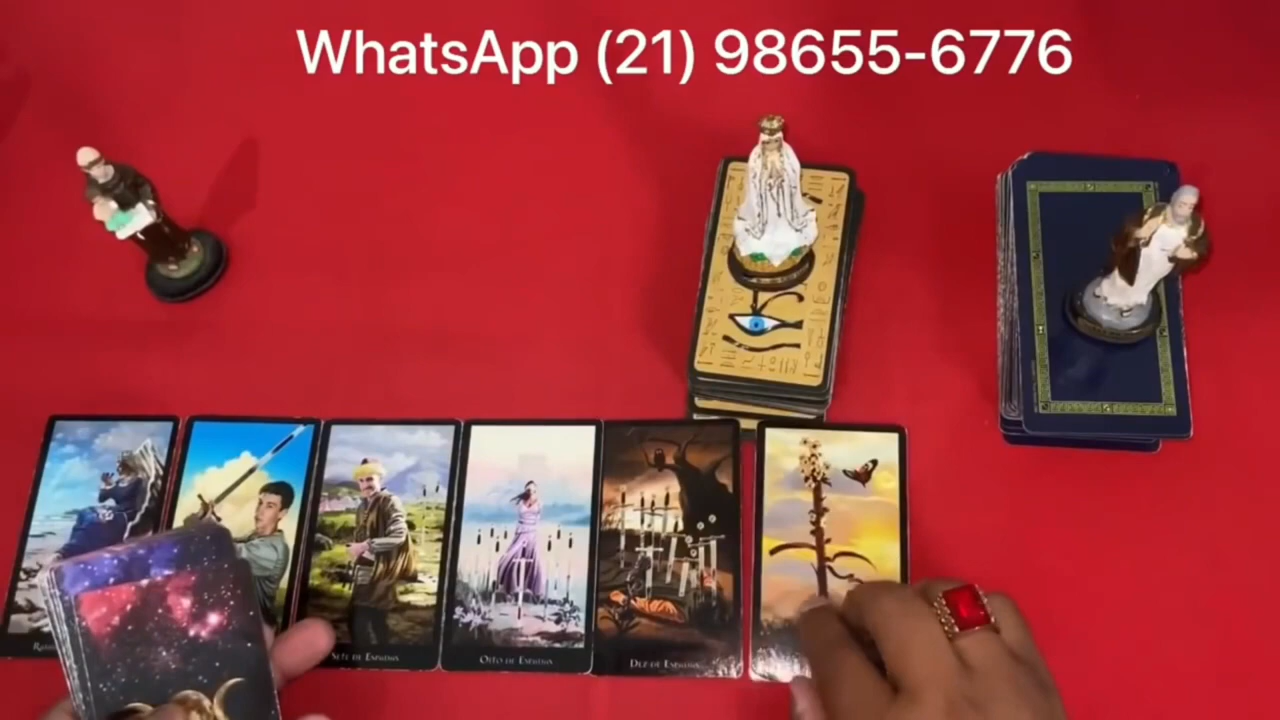 WhatsApp (21) 98655-6776
Sete de Espadas
Oito de Espadas
Dez de Espadas